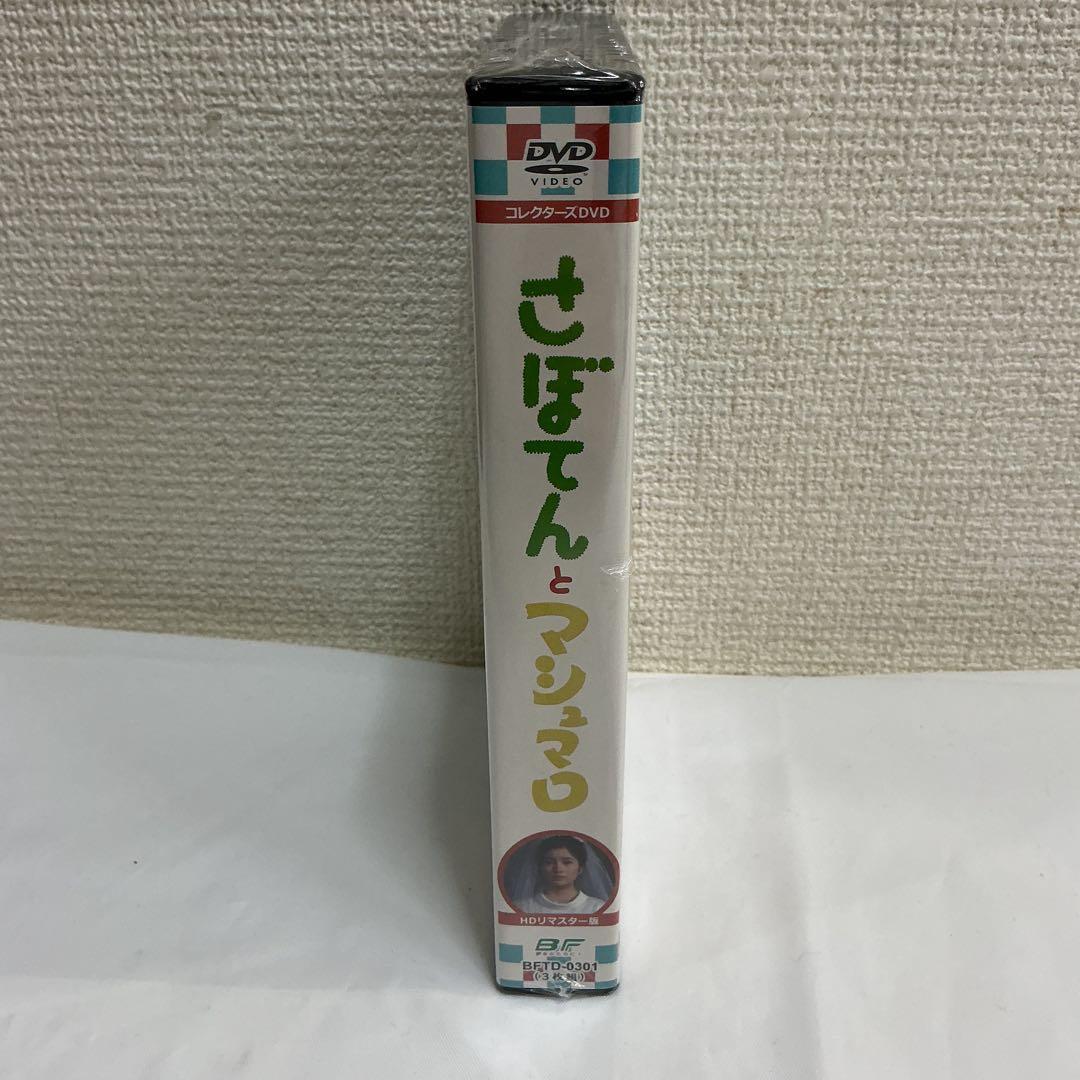 DVD
VIDEO
コレクターズDVD
さぼてんとマシュマロ
HDリマスター版
B.F.
BFTD-0301
(3枚組)